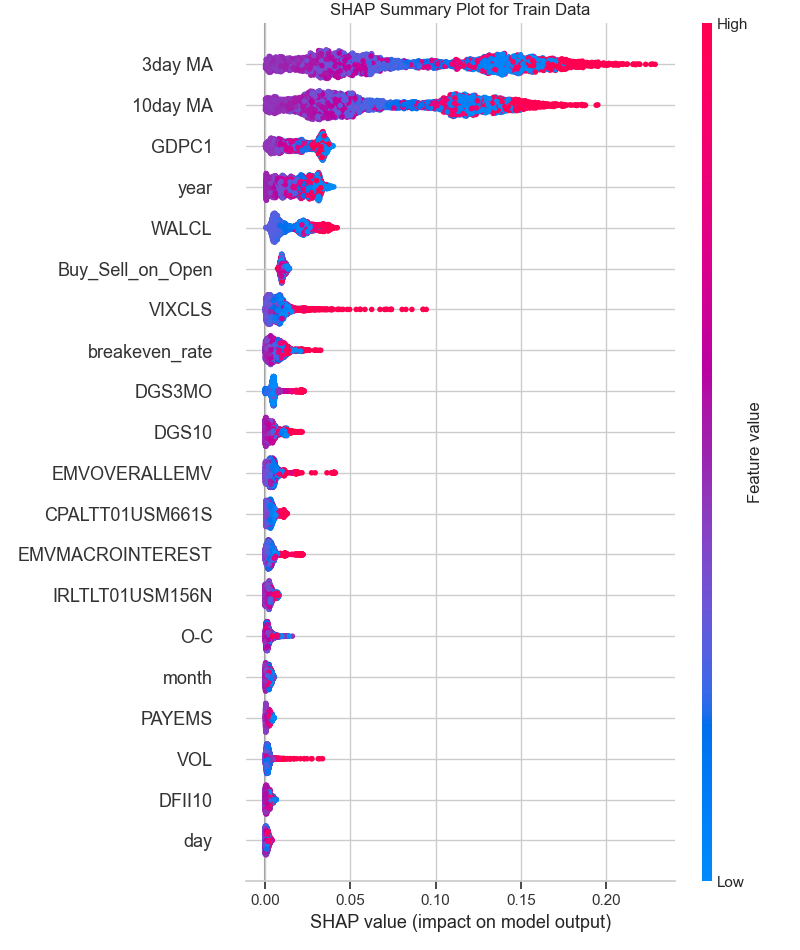 SHAP Summary Plot for Train Data
High
3day MA
10day MA
GDPC1
year
WALCL
Buy_Sell_on_Open
VIXCLS
breakeven_rate
DGS3MO
DGS10
EMVOVERALLEMV
CPALTT01USM661S
EMVMACROINTEREST
IRLTLT01USM156N
O-C
month
PAYEMS
VOL
DFII10
day
Feature value
Low
0.00 0.05 0.10 0.15 0.20
SHAP value (impact on model output)